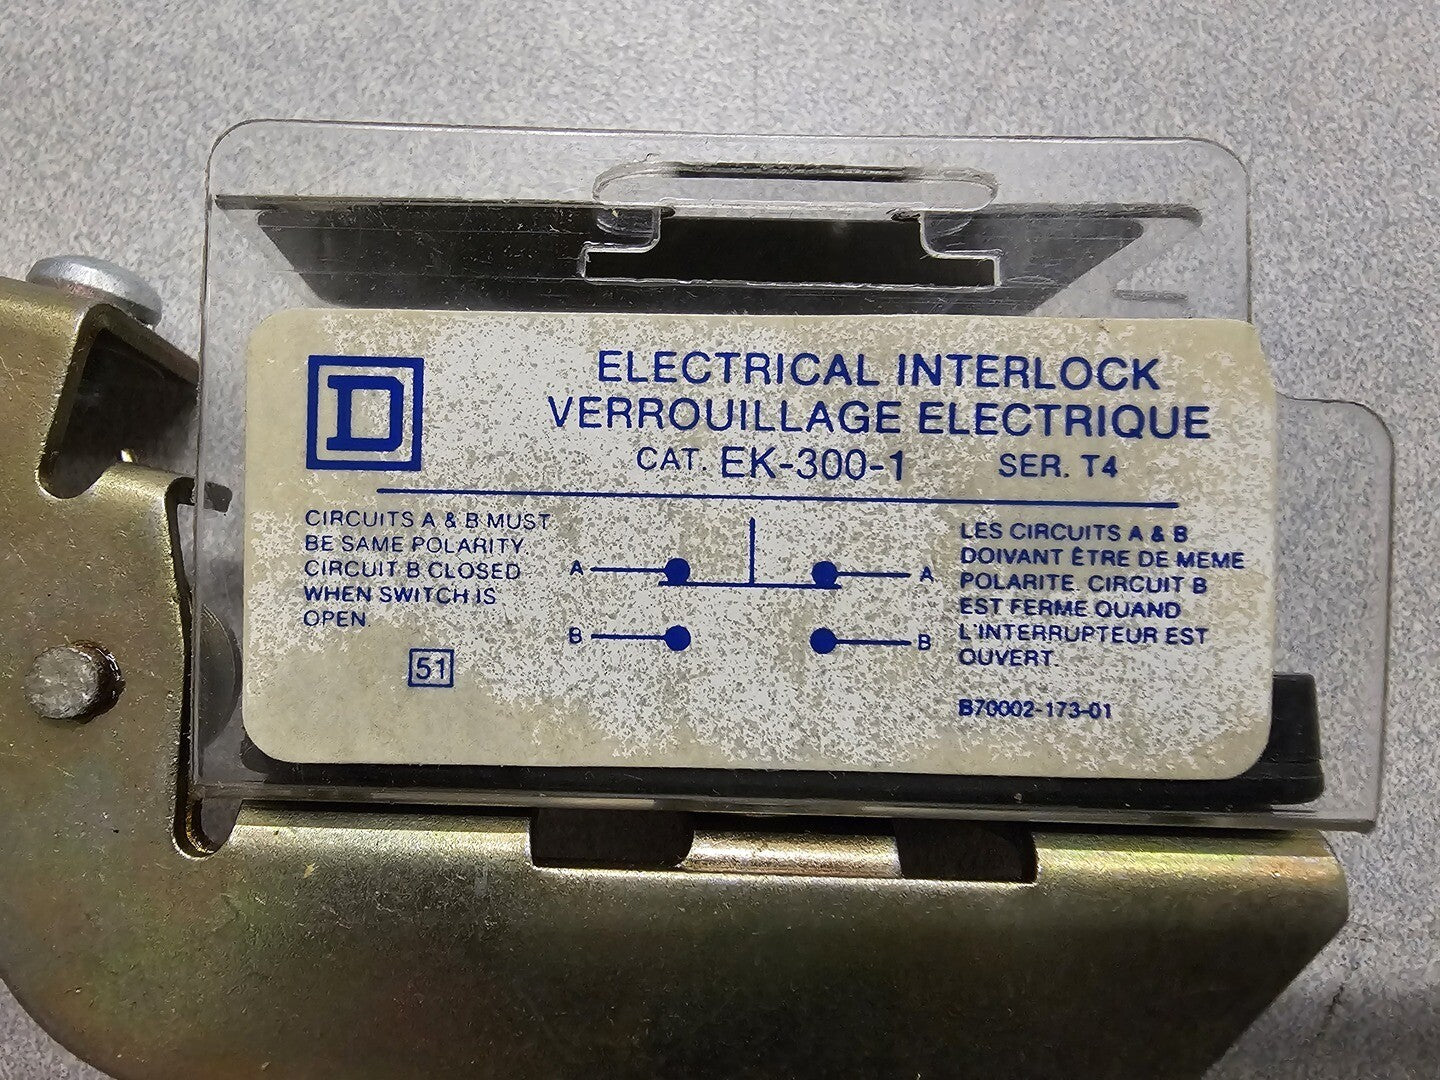 D
ELECTRICAL INTERLOCK
VERROUILLAGE ELECTRIQUE
CAT. EK-300-1 SER. T4
CIRCUITS A & B MUST
BE SAME POLARITY
CIRCUIT B CLOSED
WHEN SWITCH IS
OPEN
51
A A
B B
LES CIRCUITS A & B
DOIVANT ÊTRE DE MEME
POLARITE. CIRCUIT B
EST FERME QUAND
L'INTERRUPTEUR EST
OUVERT.
B70002-173-01